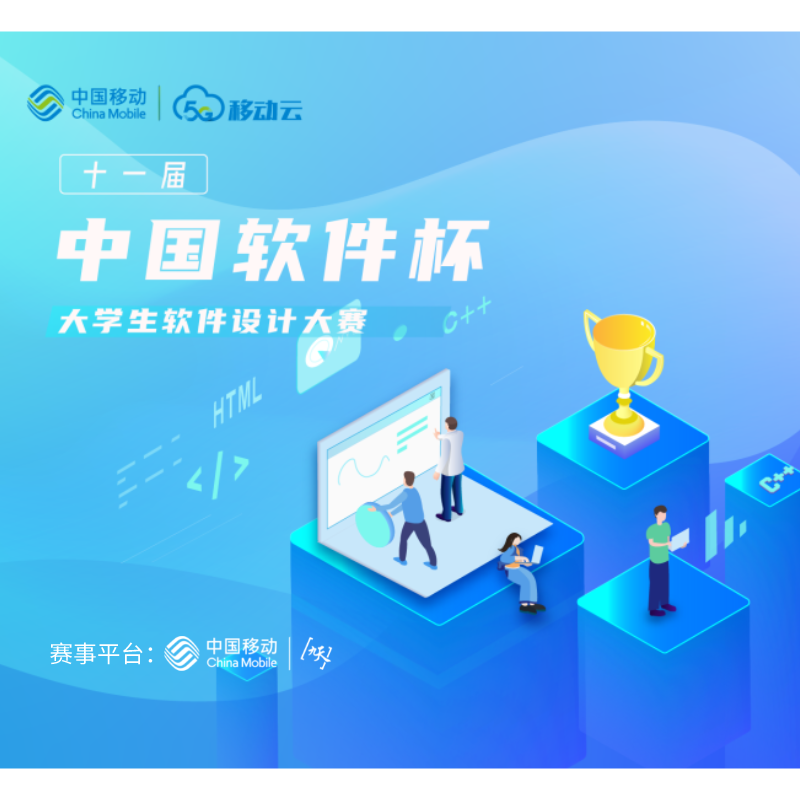 中国移动
China Mobile
5G 移动云
十一届
中国软件杯
大学生软件设计大赛
C++
HTML
</>
C++
赛事平台：中国移动
China Mobile